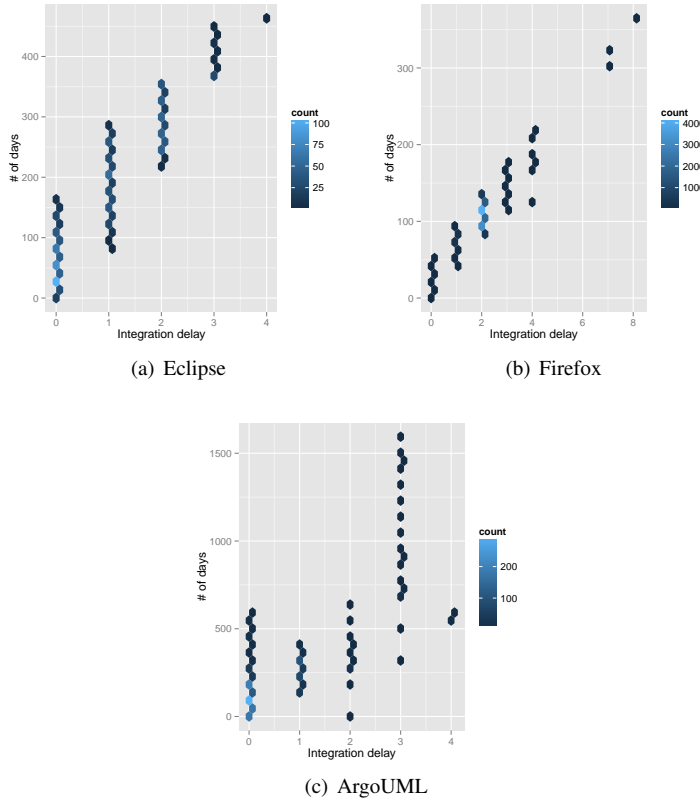 400
300
200
100
0
# of days
0 1 2 3 4
Integration delay
count
100
75
50
25
(a) Eclipse
300
200
100
0
# of days
0 2 4 6 8
Integration delay
count
4000
3000
2000
1000
(b) Firefox
1500
1000
500
0
# of days
0 1 2 3 4
Integration delay
count
200
100
(c) ArgoUML